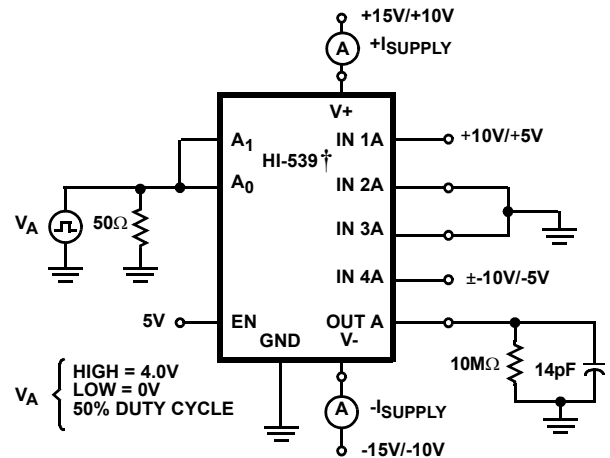 +15V/+10V
A
+ISUPPLY
V+
A1
HI-539†
IN 1A
+10V/+5V
A0
IN 2A
VA
50Ω
IN 3A
IN 4A
±-10V/-5V
5V
EN
OUT A
GND
V-
10MΩ
14pF
VA
HIGH = 4.0V
LOW = 0V
50% DUTY CYCLE
A
-ISUPPLY
-15V/-10V